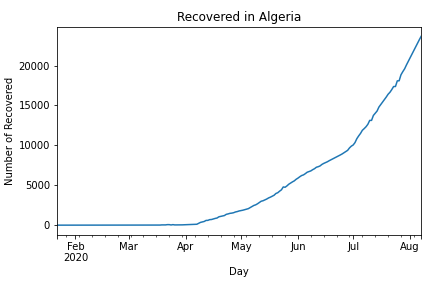 Recovered in Algeria
Number of Recovered
20000
15000
10000
5000
0
Feb Mar Apr May Jun Jul Aug
2020
Day